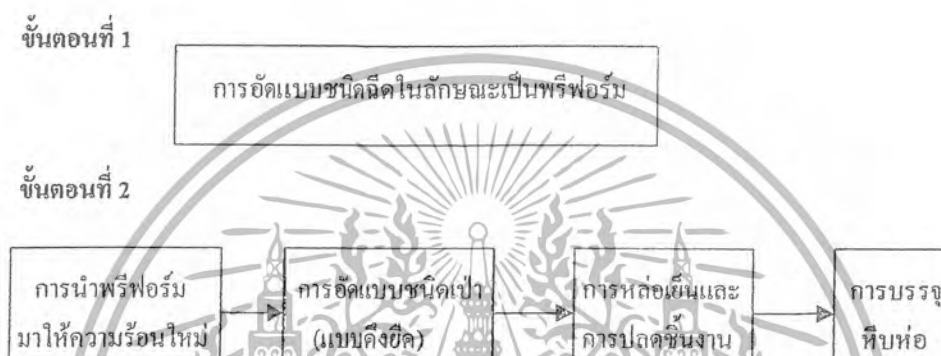 ขั้นตอนที่ 1
การอัดแบบชนิดฉีดในลักษณะเป็นพรีฟอร์ม
ขั้นตอนที่ 2
การนำพรีฟอร์ม
มาให้ความร้อนใหม่
การอัดแบบชนิดเป่า
(แบบดึงยืด)
การหล่อเย็นและ
การปลดชิ้นงาน
การบรรจุ
หีบห่อ